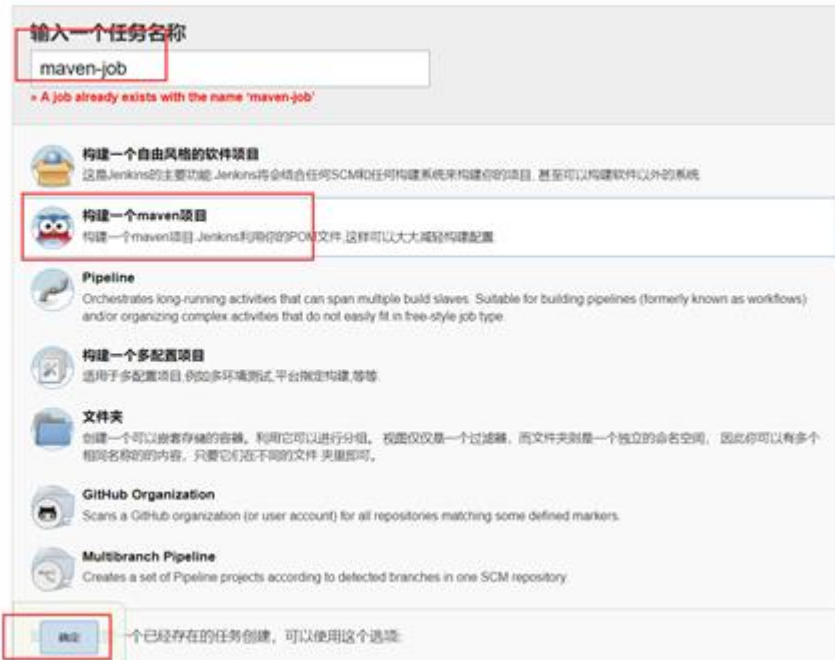 输入一个任务名称
maven-job
» A job already exists with the name 'maven-job'
构建一个自由风格的软件项目
这是Jenkins的主要功能.Jenkins将会结合任何SCM和任何构建系统来构建你的项目, 甚至可以构建软件以外的系统.
构建一个maven项目
构建一个maven项目.Jenkins利用你的POM文件,这样可以大大减轻构建配置.
Pipeline
Orchestrates long-running activities that can span multiple build slaves. Suitable for building pipelines (formerly known as workflows)
and/or organizing complex activities that do not easily fit in free-style job type.
构建一个多配置项目
适用于多配置项目,例如多环境测试,平台指定构建,等等.
文件夹
创建一个可以嵌套存储的容器。利用它可以进行分组。 视图仅仅是一个过滤器，而文件夹则是一个独立的命名空间， 因此你可以有多个
相同名称的的内容，只要它们在不同的文件 夹里即可。
GitHub Organization
Scans a GitHub organization (or user account) for all repositories matching some defined markers.
Multibranch Pipeline
Creates a set of Pipeline projects according to detected branches in one SCM repository.
确定 一个已经存在的任务创建，可以使用这个选项: